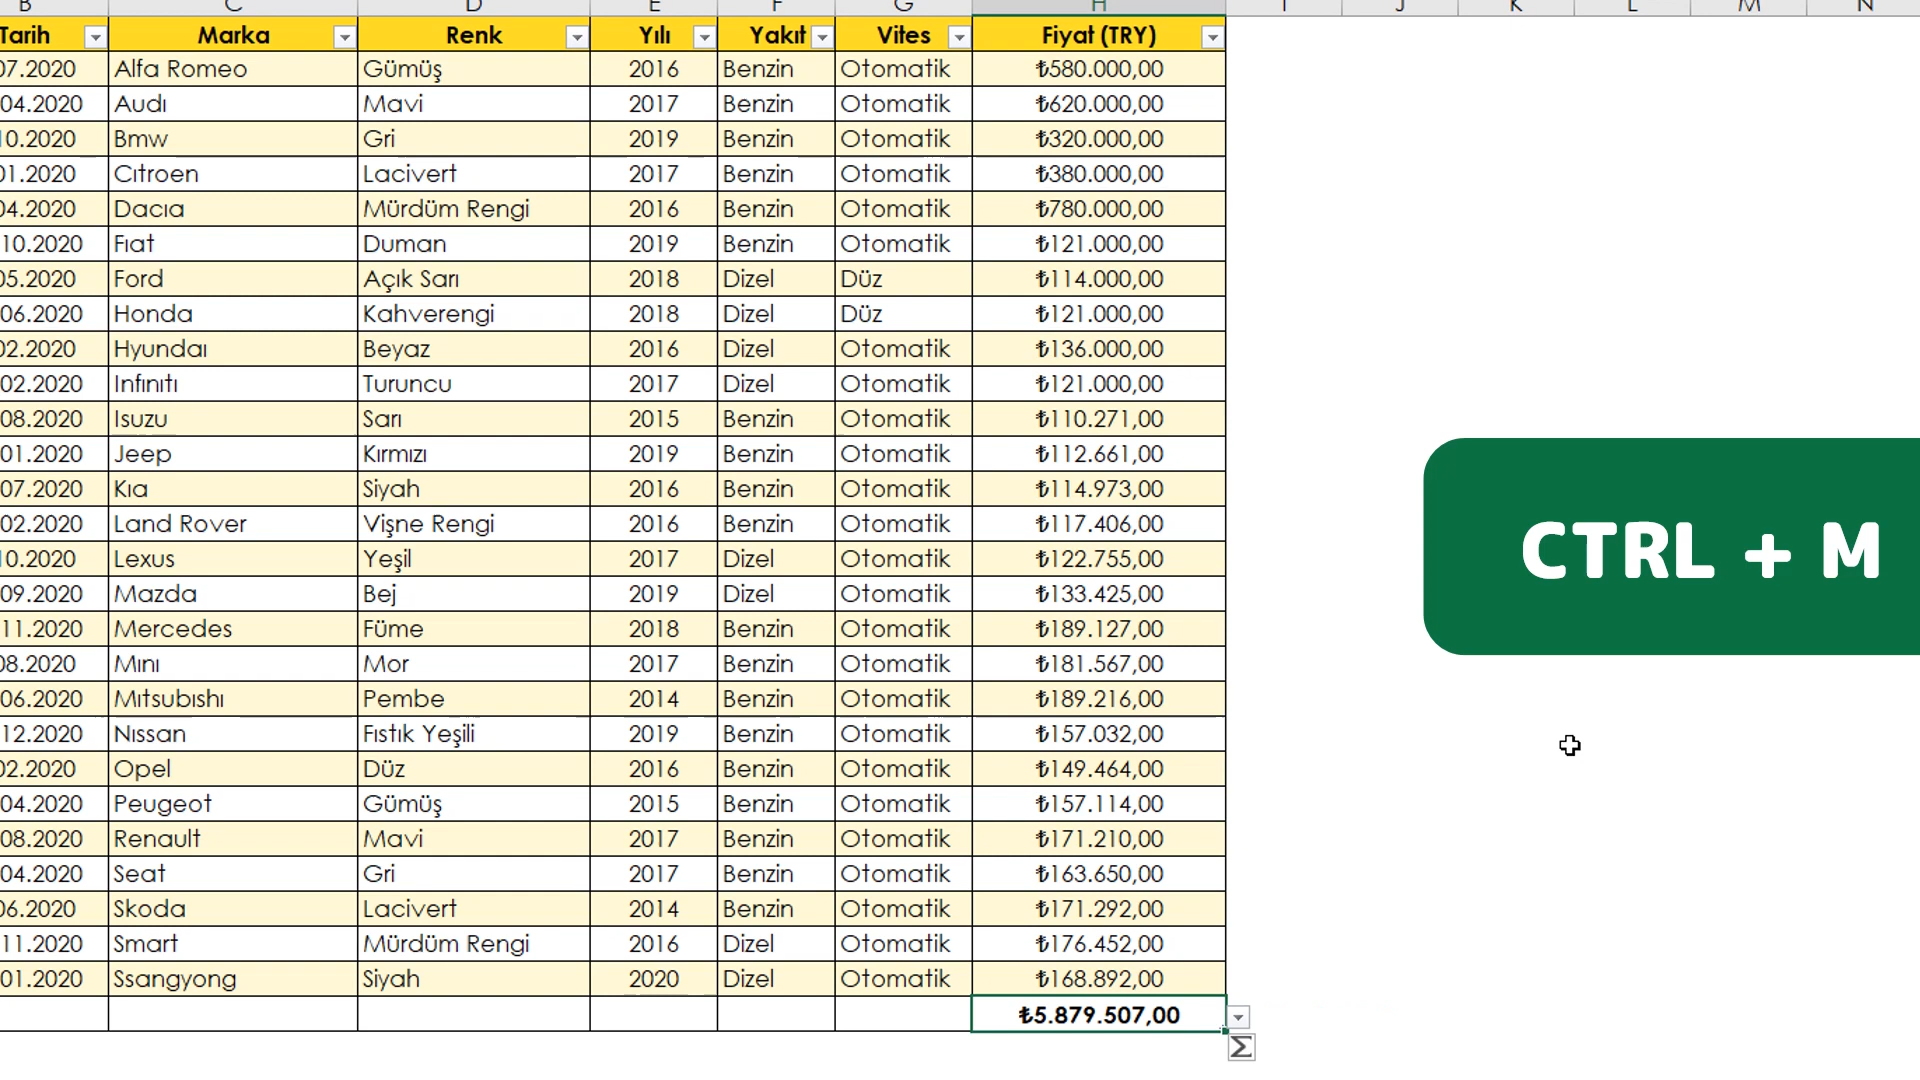 B C D E F G H I J K L M N
Tarih Marka Renk Yılı Yakıt Vites Fiyat (TRY)
07.2020 Alfa Romeo Gümüş 2016 Benzin Otomatik ₺580.000,00
04.2020 Audı Mavi 2017 Benzin Otomatik ₺620.000,00
10.2020 Bmw Gri 2019 Benzin Otomatik ₺320.000,00
01.2020 Cıtroen Lacivert 2017 Benzin Otomatik ₺380.000,00
04.2020 Dacıa Mürdüm Rengi 2016 Benzin Otomatik ₺780.000,00
10.2020 Fıat Duman 2019 Benzin Otomatik ₺121.000,00
05.2020 Ford Açık Sarı 2018 Dizel Düz ₺114.000,00
06.2020 Honda Kahverengi 2018 Dizel Düz ₺121.000,00
02.2020 Hyundaı Beyaz 2016 Dizel Otomatik ₺136.000,00
02.2020 Infınıtı Turuncu 2017 Dizel Otomatik ₺121.000,00
08.2020 Isuzu Sarı 2015 Benzin Otomatik ₺110.271,00
01.2020 Jeep Kırmızı 2019 Benzin Otomatik ₺112.661,00
07.2020 Kıa Siyah 2016 Benzin Otomatik ₺114.973,00
02.2020 Land Rover Vişne Rengi 2016 Benzin Otomatik ₺117.406,00
10.2020 Lexus Yeşil 2017 Dizel Otomatik ₺122.755,00
09.2020 Mazda Bej 2019 Dizel Otomatik ₺133.425,00
11.2020 Mercedes Füme 2018 Benzin Otomatik ₺189.127,00
08.2020 Mını Mor 2017 Benzin Otomatik ₺181.567,00
06.2020 Mıtsubıshı Pembe 2014 Benzin Otomatik ₺189.216,00
12.2020 Nıssan Fıstık Yeşili 2019 Benzin Otomatik ₺157.032,00
02.2020 Opel Düz 2016 Benzin Otomatik ₺149.464,00
04.2020 Peugeot Gümüş 2015 Benzin Otomatik ₺157.114,00
08.2020 Renault Mavi 2017 Benzin Otomatik ₺171.210,00
04.2020 Seat Gri 2017 Benzin Otomatik ₺163.650,00
06.2020 Skoda Lacivert 2014 Benzin Otomatik ₺171.292,00
11.2020 Smart Mürdüm Rengi 2016 Dizel Otomatik ₺176.452,00
01.2020 Ssangyong Siyah 2020 Dizel Otomatik ₺168.892,00
₺5.879.507,00
CTRL + M